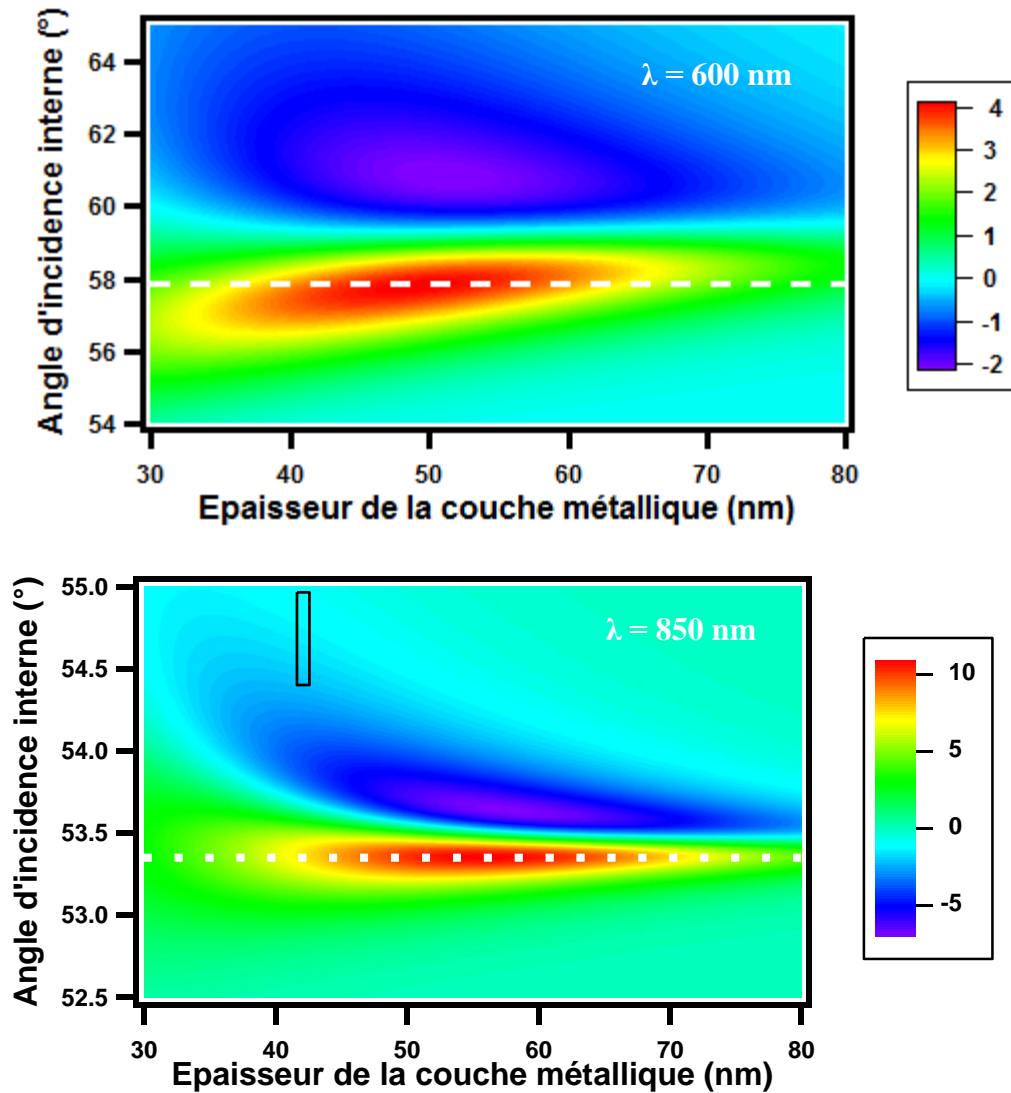 λ = 600 nm
Angle d'incidence interne (°)
64
62
60
58
56
54
30 40 50 60 70 80
Epaisseur de la couche métallique (nm)
4
3
2
1
0
-1
-2
λ = 850 nm
Angle d'incidence interne (°)
55.0
54.5
54.0
53.5
53.0
52.5
30 40 50 60 70 80
Epaisseur de la couche métallique (nm)
10
5
0
-5